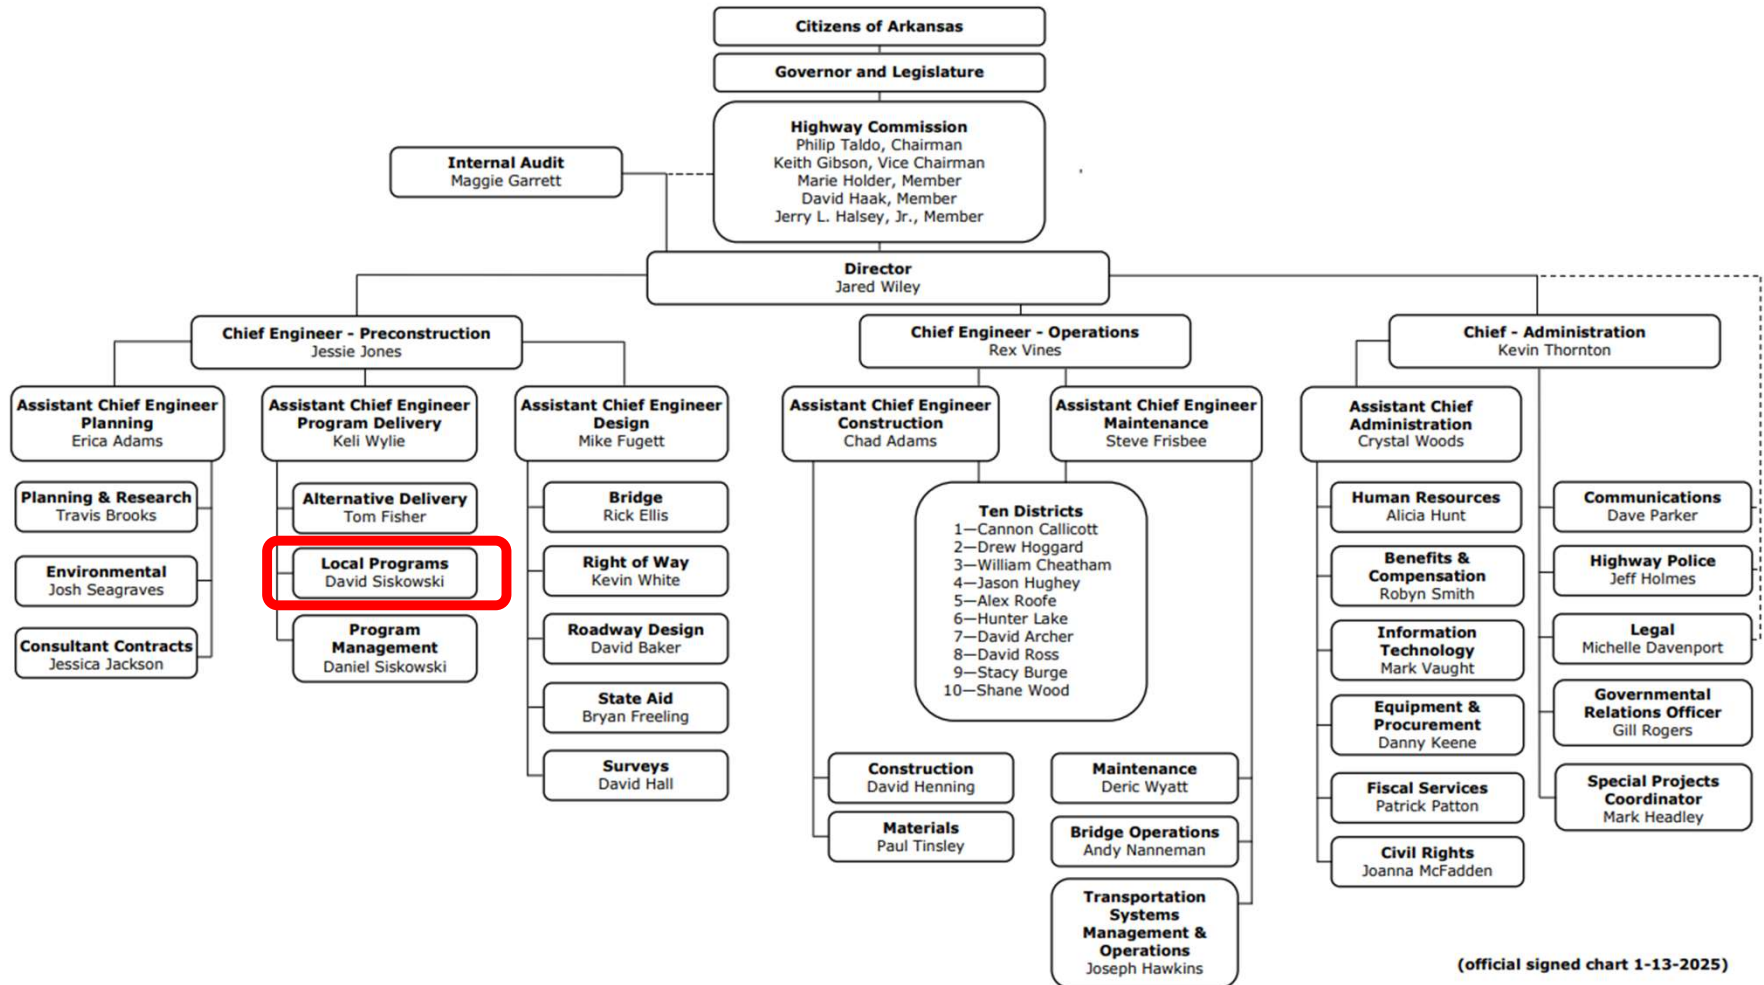 Citizens of Arkansas
Governor and Legislature
Highway Commission
Philip Taldo, Chairman
Keith Gibson, Vice Chairman
Marie Holder, Member
David Haak, Member
Jerry L. Halsey, Jr., Member
Internal Audit
Maggie Garrett
Director
Jared Wiley
Chief Engineer - Preconstruction
Jessie Jones
Chief Engineer - Operations
Rex Vines
Chief - Administration
Kevin Thornton
Assistant Chief Engineer
Planning
Erica Adams
Planning & Research
Travis Brooks
Environmental
Josh Seagraves
Consultant Contracts
Jessica Jackson
Assistant Chief Engineer
Program Delivery
Keli Wylie
Alternative Delivery
Tom Fisher
Local Programs
David Siskowski
Program
Management
Daniel Siskowski
Assistant Chief Engineer
Design
Mike Fugett
Bridge
Rick Ellis
Right of Way
Kevin White
Roadway Design
David Baker
State Aid
Bryan Freeling
Surveys
David Hall
Assistant Chief Engineer
Construction
Chad Adams
Assistant Chief Engineer
Maintenance
Steve Frisbee
Ten Districts
1—Cannon Callicott
2—Drew Hoggard
3—William Cheatham
4—Jason Hughey
5—Alex Roofe
6—Hunter Lake
7—David Archer
8—David Ross
9—Stacy Burge
10—Shane Wood
Construction
David Henning
Materials
Paul Tinsley
Maintenance
Deric Wyatt
Bridge Operations
Andy Nanneman
Transportation
Systems
Management &
Operations
Joseph Hawkins
Assistant Chief
Administration
Crystal Woods
Human Resources
Alicia Hunt
Benefits &
Compensation
Robyn Smith
Information
Technology
Mark Vaught
Equipment &
Procurement
Danny Keene
Fiscal Services
Patrick Patton
Civil Rights
Joanna McFadden
Communications
Dave Parker
Highway Police
Jeff Holmes
Legal
Michelle Davenport
Governmental
Relations Officer
Gill Rogers
Special Projects
Coordinator
Mark Headley
(official signed chart 1-13-2025)